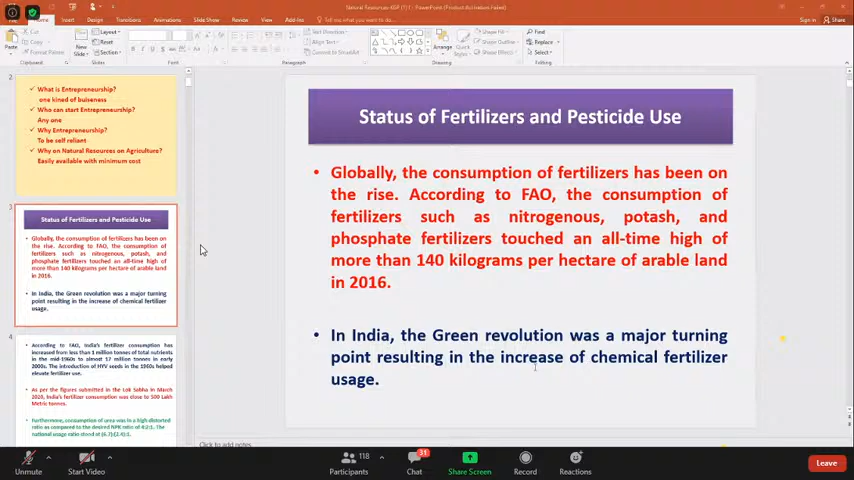 Natural Resources-KGP (7) - PowerPoint (Product Activation Failed)
Home Insert Design Transitions Animations Slide Show Review View Add-Ins Tell me what you want to do...
Sign in Share
Paste
Cut
Copy
Format Painter
New Slide
Layout
Reset
Section
Text Direction
Align Text
Convert to SmartArt
Arrange
Quick Styles
Shape Fill
Shape Outline
Shape Effects
Find
Replace
Select
Clipboard Slides Font Paragraph Drawing Editing
2
What is Entrepreneurship?
one kined of buiseness
Who can start Entrepreneurship?
Any one
Why Entrepreneurship?
To be self reliant
Why on Natural Resources on Agriculture?
Easily available with minimum cost
3
Status of Fertilizers and Pesticide Use
• Globally, the consumption of fertilizers has been on
the rise. According to FAO, the consumption of
fertilizers such as nitrogenous, potash, and
phosphate fertilizers touched an all-time high of
more than 140 kilograms per hectare of arable land
in 2016.
• In India, the Green revolution was a major turning
point resulting in the increase of chemical fertilizer
usage.
4
According to FAO, India's fertilizer consumption has
increased from less than 1 million tonnes of total nutrients
in the mid-1960s to almost 17 million tonnes in early
2000s. The introduction of HYV seeds in the 1960s helped
elevate fertilizer use.
As per the figures submitted in the Lok Sabha in March
2020, India's fertilizer consumption was close to 500 Lakh
Metric tonnes.
Furthermore, consumption of urea was in a high distorted
ratio as compared to the desired NPK ratio of 4:2:1. The
national usage ratio stood at (6.7):(2.4):1.
Status of Fertilizers and Pesticide Use
• Globally, the consumption of fertilizers has been on
the rise. According to FAO, the consumption of
fertilizers such as nitrogenous, potash, and
phosphate fertilizers touched an all-time high of
more than 140 kilograms per hectare of arable land
in 2016.
• In India, the Green revolution was a major turning
point resulting in the increase of chemical fertilizer
usage.
Click to add notes
Unmute
Start Video
118
Participants
31
Chat
Share Screen
Record
Reactions
Leave